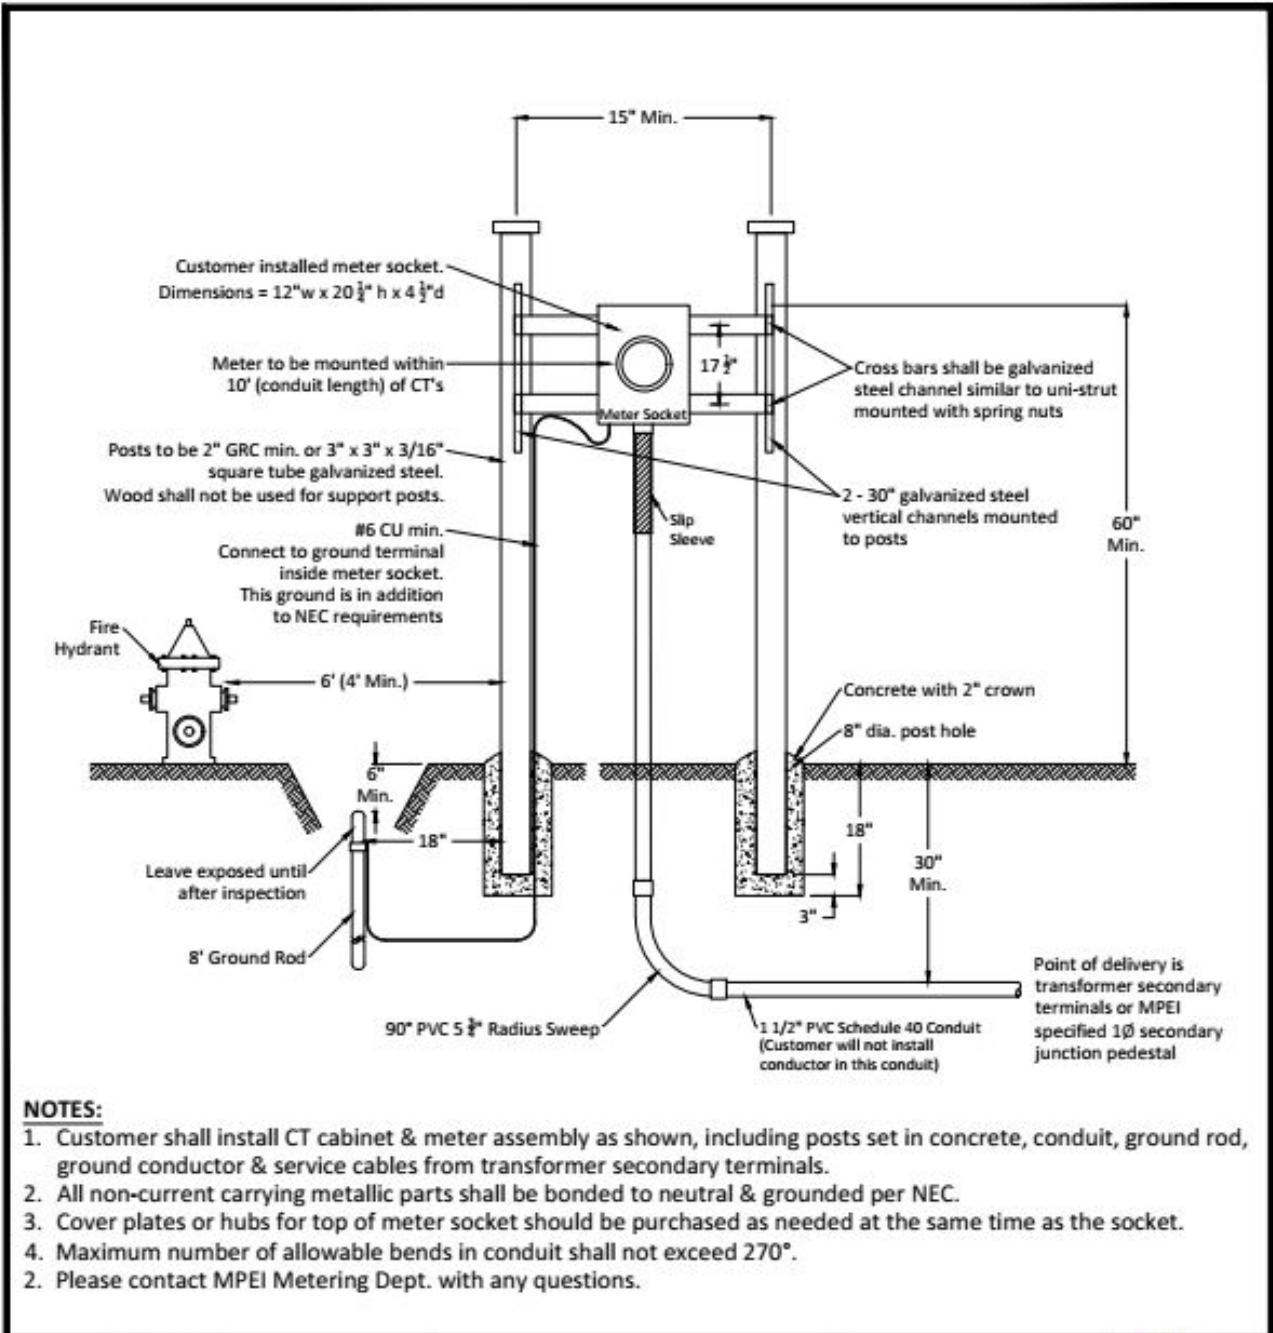 15" Min.
Customer installed meter socket.
Dimensions = 12"w x 20 ½" h x 4 ½"d
Meter to be mounted within
10' (conduit length) of CT's
17 ½"
Cross bars shall be galvanized
steel channel similar to uni-strut
mounted with spring nuts
Meter Socket
Posts to be 2" GRC min. or 3" x 3" x 3/16"
square tube galvanized steel.
Wood shall not be used for support posts.
2 - 30" galvanized steel
vertical channels mounted
to posts
Slip
Sleeve
60"
Min.
#6 CU min.
Connect to ground terminal
inside meter socket.
This ground is in addition
to NEC requirements
Fire
Hydrant
6' (4' Min.)
Concrete with 2" crown
8" dia. post hole
6"
Min.
18"
18"
30"
Min.
3"
Leave exposed until
after inspection
8' Ground Rod
90° PVC 5 ¾" Radius Sweep
1 1/2" PVC Schedule 40 Conduit
(Customer will not install
conductor in this conduit)
Point of delivery is
transformer secondary
terminals or MPEI
specified 1Ø secondary
junction pedestal
NOTES:
1. Customer shall install CT cabinet & meter assembly as shown, including posts set in concrete, conduit, ground rod,
ground conductor & service cables from transformer secondary terminals.
2. All non-current carrying metallic parts shall be bonded to neutral & grounded per NEC.
3. Cover plates or hubs for top of meter socket should be purchased as needed at the same time as the socket.
4. Maximum number of allowable bends in conduit shall not exceed 270°.
2. Please contact MPEI Metering Dept. with any questions.